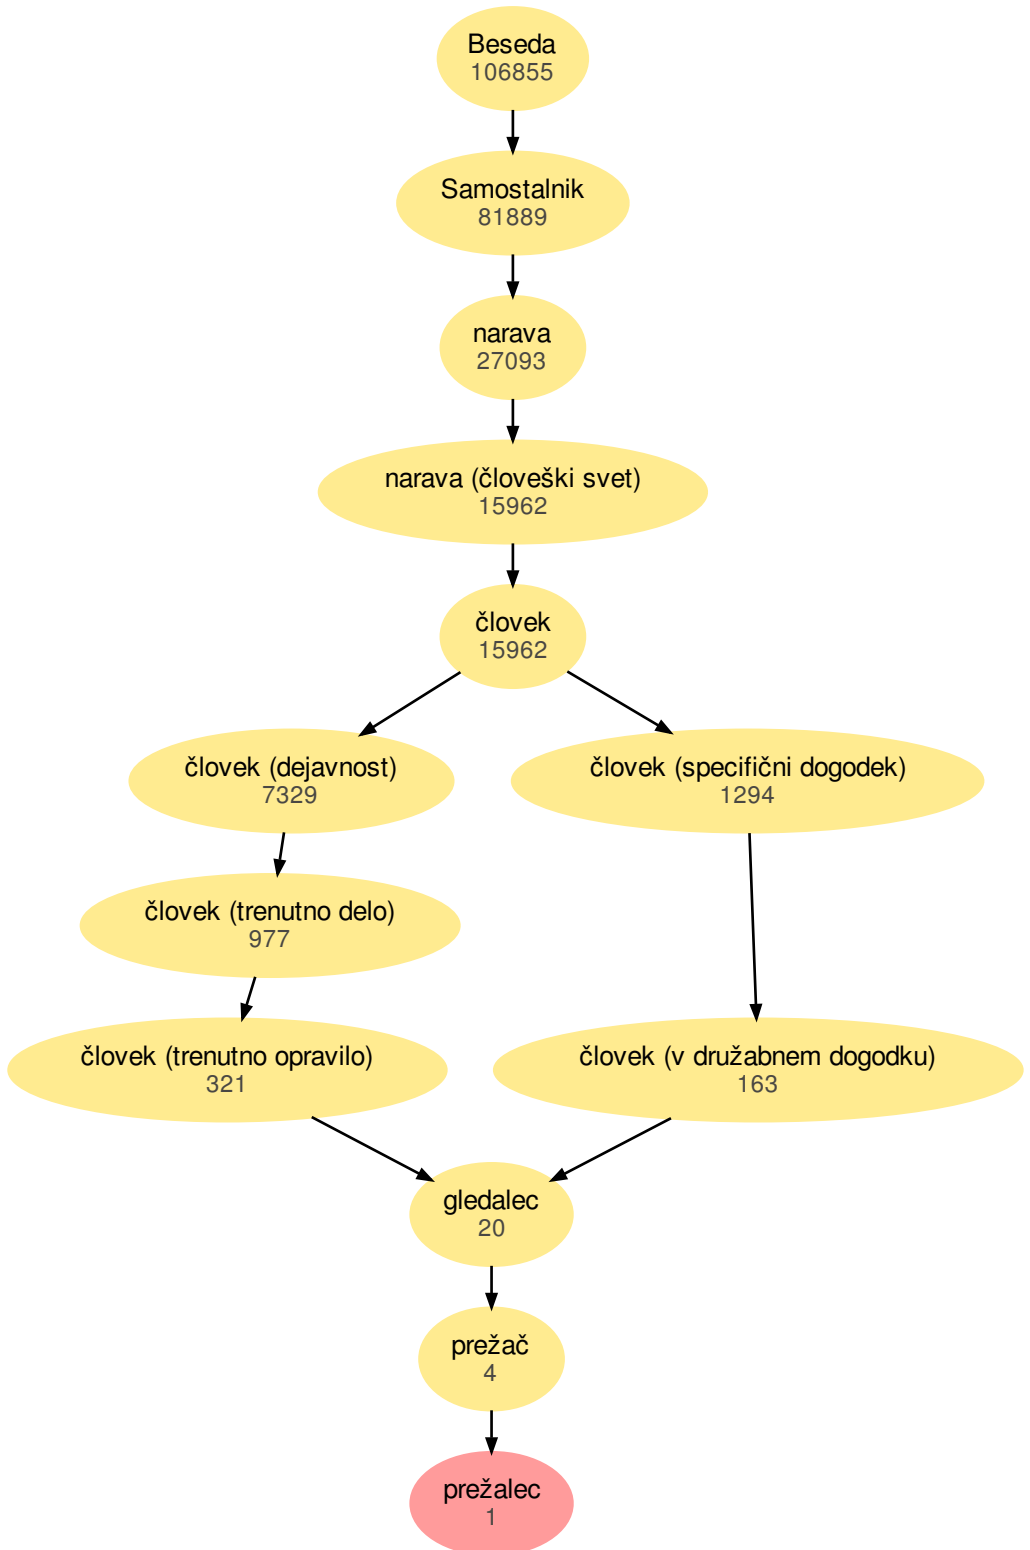 Beseda
106855
Samostalnik
81889
narava
27093
narava (človeški svet)
15962
človek
15962
človek (dejavnost)
7329
človek (specifični dogodek)
1294
človek (trenutno delo)
977
človek (trenutno opravilo)
321
človek (v družabnem dogodku)
163
gledalec
20
prežač
4
prežalec
1